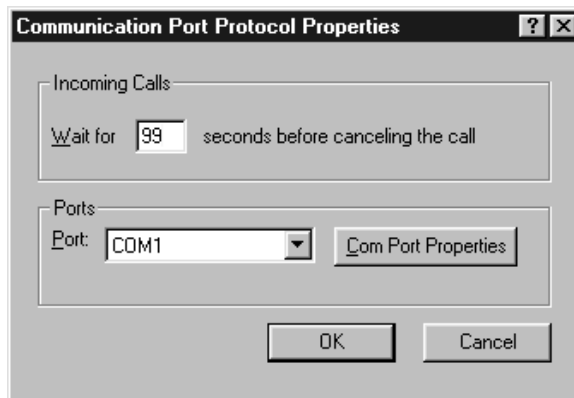 Communication Port Protocol Properties ? X
Incoming Calls
Wait for 99 seconds before canceling the call
Ports
Port: COM1 Com Port Properties
OK Cancel